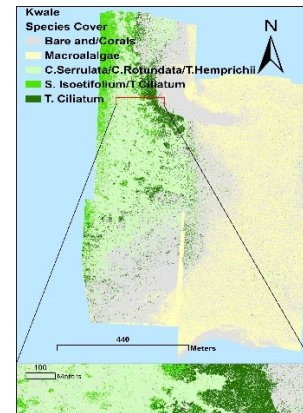 Kwale
Species Cover
Bare and/Corals
Macroalgae
C.Serrulata/C.Rotundata/T.Hemprichii
S. Isoetifolium/T.Ciliatum
T. Ciliatum
N
440
Meters
100
Meters